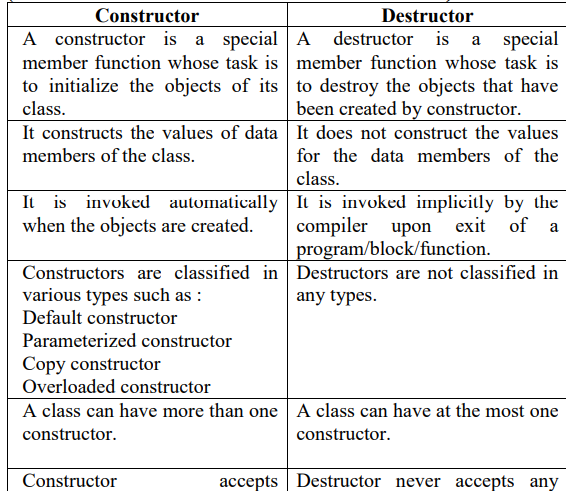 Constructor
Destructor
A constructor is a special
member function whose task is
to initialize the objects of its
class.
A destructor is a special
member function whose task is
to destroy the objects that have
been created by constructor.
It constructs the values of data
members of the class.
It does not construct the values
for the data members of the
class.
It is invoked automatically
when the objects are created.
It is invoked implicitly by the
compiler upon exit of a
program/block/function.
Constructors are classified in
various types such as :
Default constructor
Parameterized constructor
Copy constructor
Overloaded constructor
Destructors are not classified in
any types.
A class can have more than one
constructor.
A class can have at the most one
constructor.
Constructor accepts
Destructor never accepts any